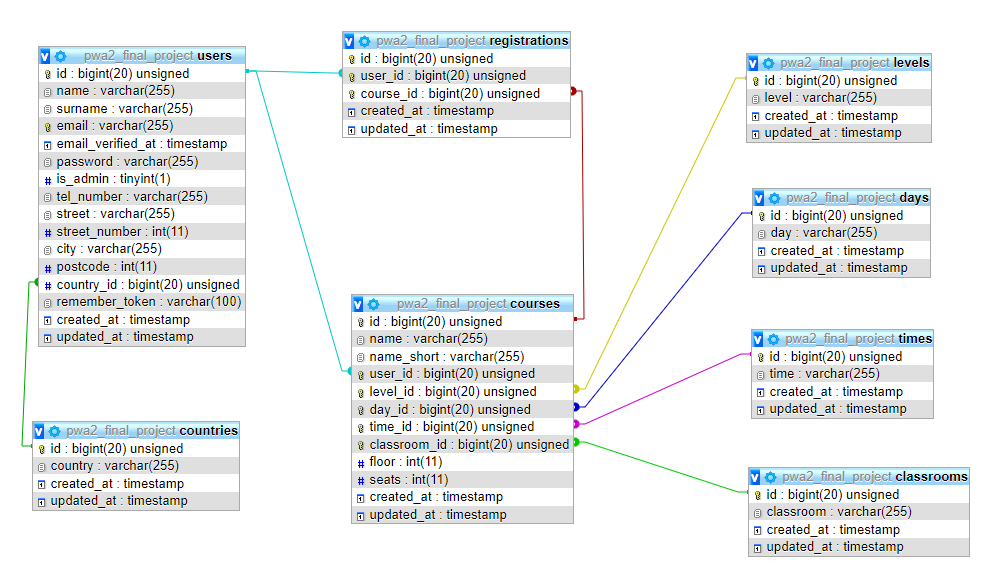 pwa2_final_project users
id : bigint(20) unsigned
name : varchar(255)
surname : varchar(255)
email : varchar(255)
email_verified_at : timestamp
password : varchar(255)
is_admin : tinyint(1)
tel_number : varchar(255)
street : varchar(255)
street_number : int(11)
city : varchar(255)
postcode : int(11)
country_id : bigint(20) unsigned
remember_token : varchar(100)
created_at : timestamp
updated_at : timestamp
pwa2_final_project countries
id : bigint(20) unsigned
country : varchar(255)
created_at : timestamp
updated_at : timestamp
pwa2_final_project registrations
id : bigint(20) unsigned
user_id : bigint(20) unsigned
course_id : bigint(20) unsigned
created_at : timestamp
updated_at : timestamp
pwa2_final_project courses
id : bigint(20) unsigned
name : varchar(255)
name_short : varchar(255)
user_id : bigint(20) unsigned
level_id : bigint(20) unsigned
day_id : bigint(20) unsigned
time_id : bigint(20) unsigned
classroom_id : bigint(20) unsigned
floor : int(11)
seats : int(11)
created_at : timestamp
updated_at : timestamp
pwa2_final_project levels
id : bigint(20) unsigned
level : varchar(255)
created_at : timestamp
updated_at : timestamp
pwa2_final_project days
id : bigint(20) unsigned
day : varchar(255)
created_at : timestamp
updated_at : timestamp
pwa2_final_project times
id : bigint(20) unsigned
time : varchar(255)
created_at : timestamp
updated_at : timestamp
pwa2_final_project classrooms
id : bigint(20) unsigned
classroom : varchar(255)
created_at : timestamp
updated_at : timestamp